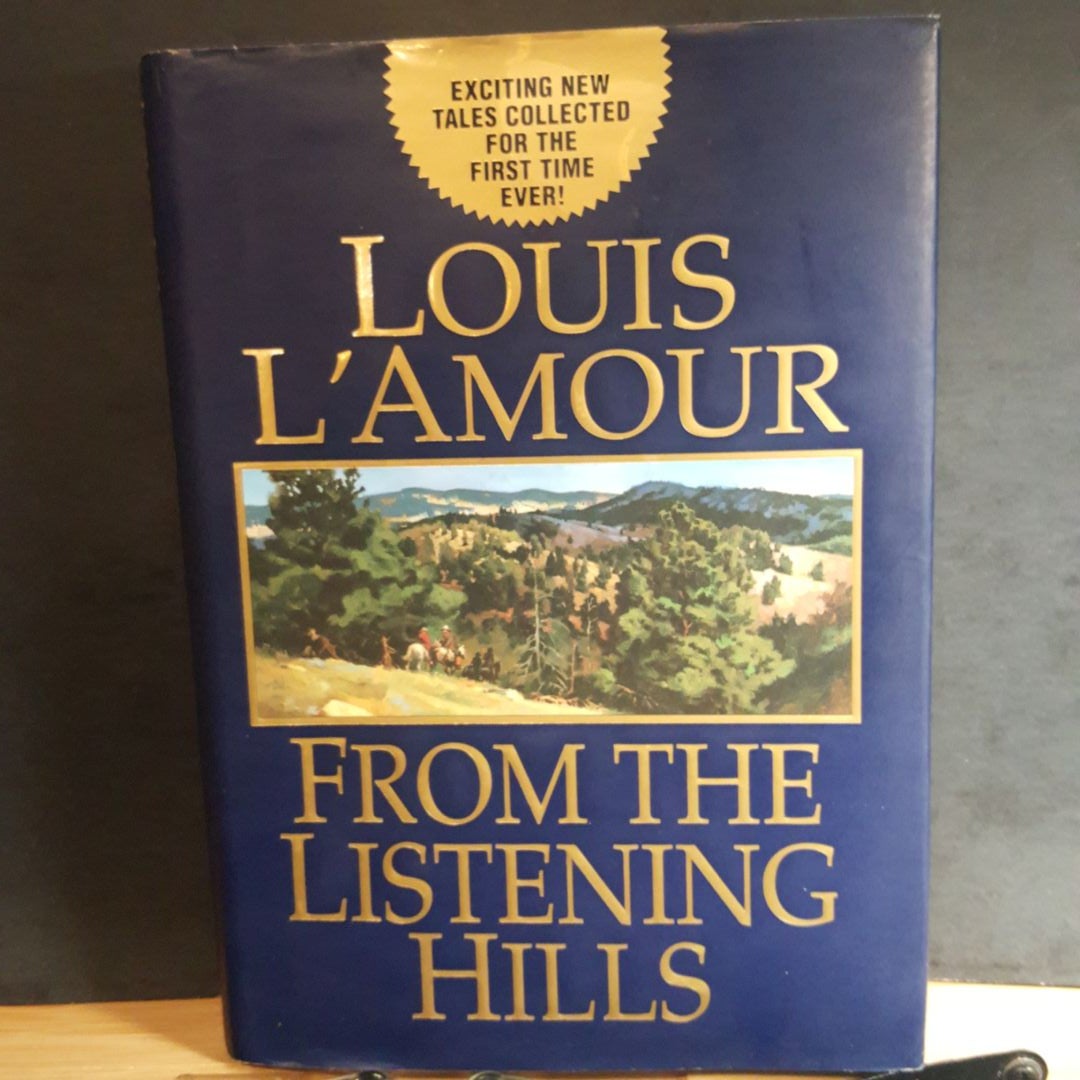 EXCITING NEW
TALES COLLECTED
FOR THE
FIRST TIME
EVER!
LOUIS
L'AMOUR
FROM THE
LISTENING
HILLS